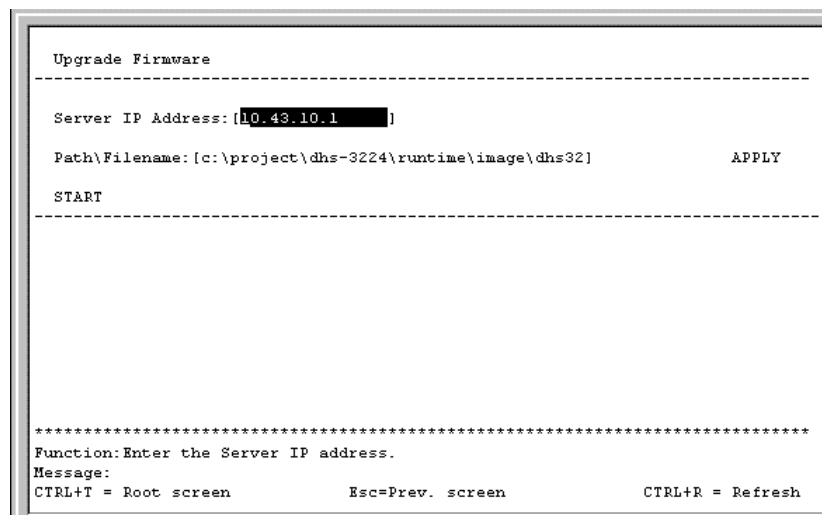 Upgrade Firmware
--------------------------------------------------------------------------------
Server IP Address:[10.43.10.1     ]
Path\Filename:[c:\project\dhs-3224\runtime\image\dhs32]     APPLY
START
--------------------------------------------------------------------------------
********************************************************************************
Function:Enter the Server IP address.
Message:
CTRL+T = Root screen     Esc=Prev. screen     CTRL+R = Refresh